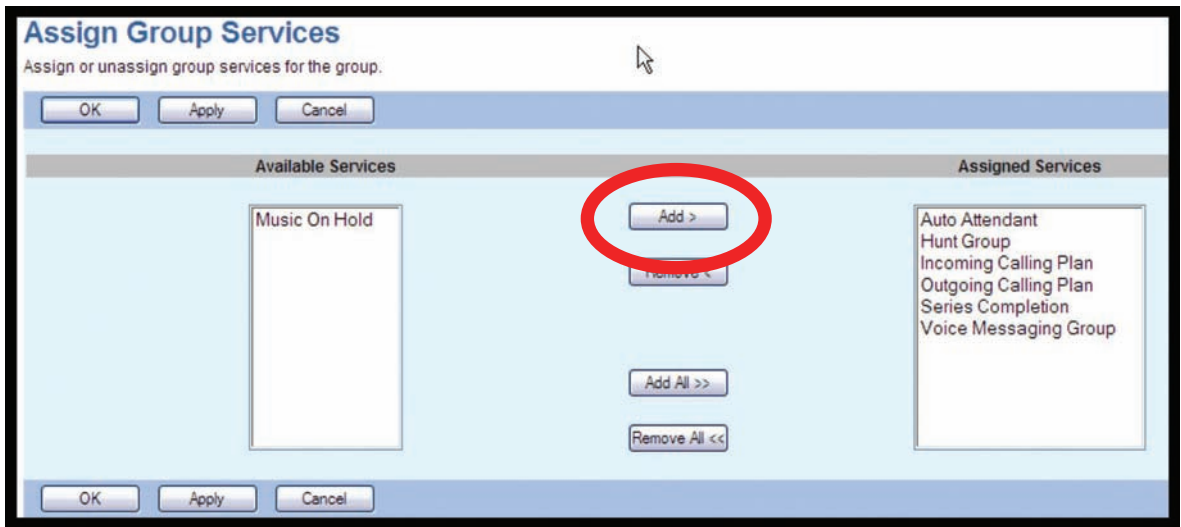 Assign Group Services
Assign or unassign group services for the group.
OK Apply Cancel
Available Services Assigned Services
Music On Hold
Add >
Remove <
Add All >>
Remove All <<
Auto Attendant
Hunt Group
Incoming Calling Plan
Outgoing Calling Plan
Series Completion
Voice Messaging Group
OK Apply Cancel